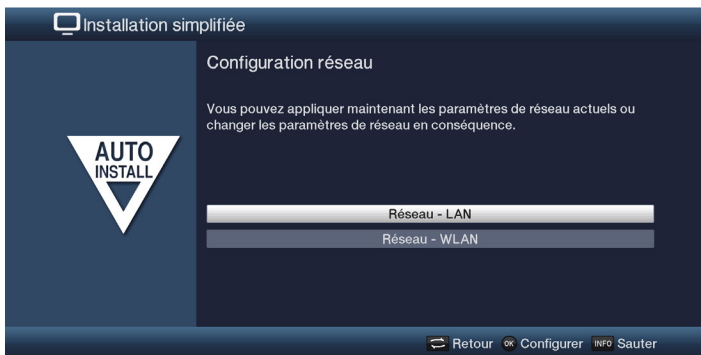 Installation simplifiée
Configuration réseau
Vous pouvez appliquer maintenant les paramètres de réseau actuels ou
changer les paramètres de réseau en conséquence.
AUTO
INSTALL
Réseau - LAN
Réseau - WLAN
Retour OK Configurer INFO Sauter